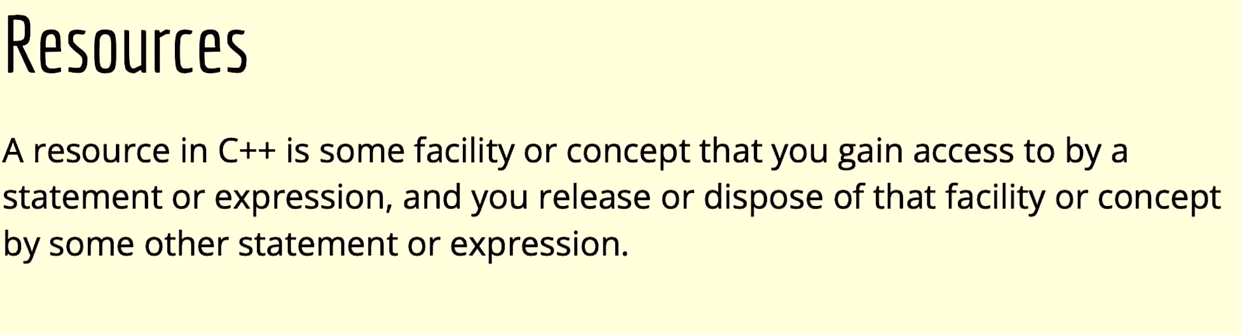 Resources
A resource in C++ is some facility or concept that you gain access to by a
statement or expression, and you release or dispose of that facility or concept
by some other statement or expression.